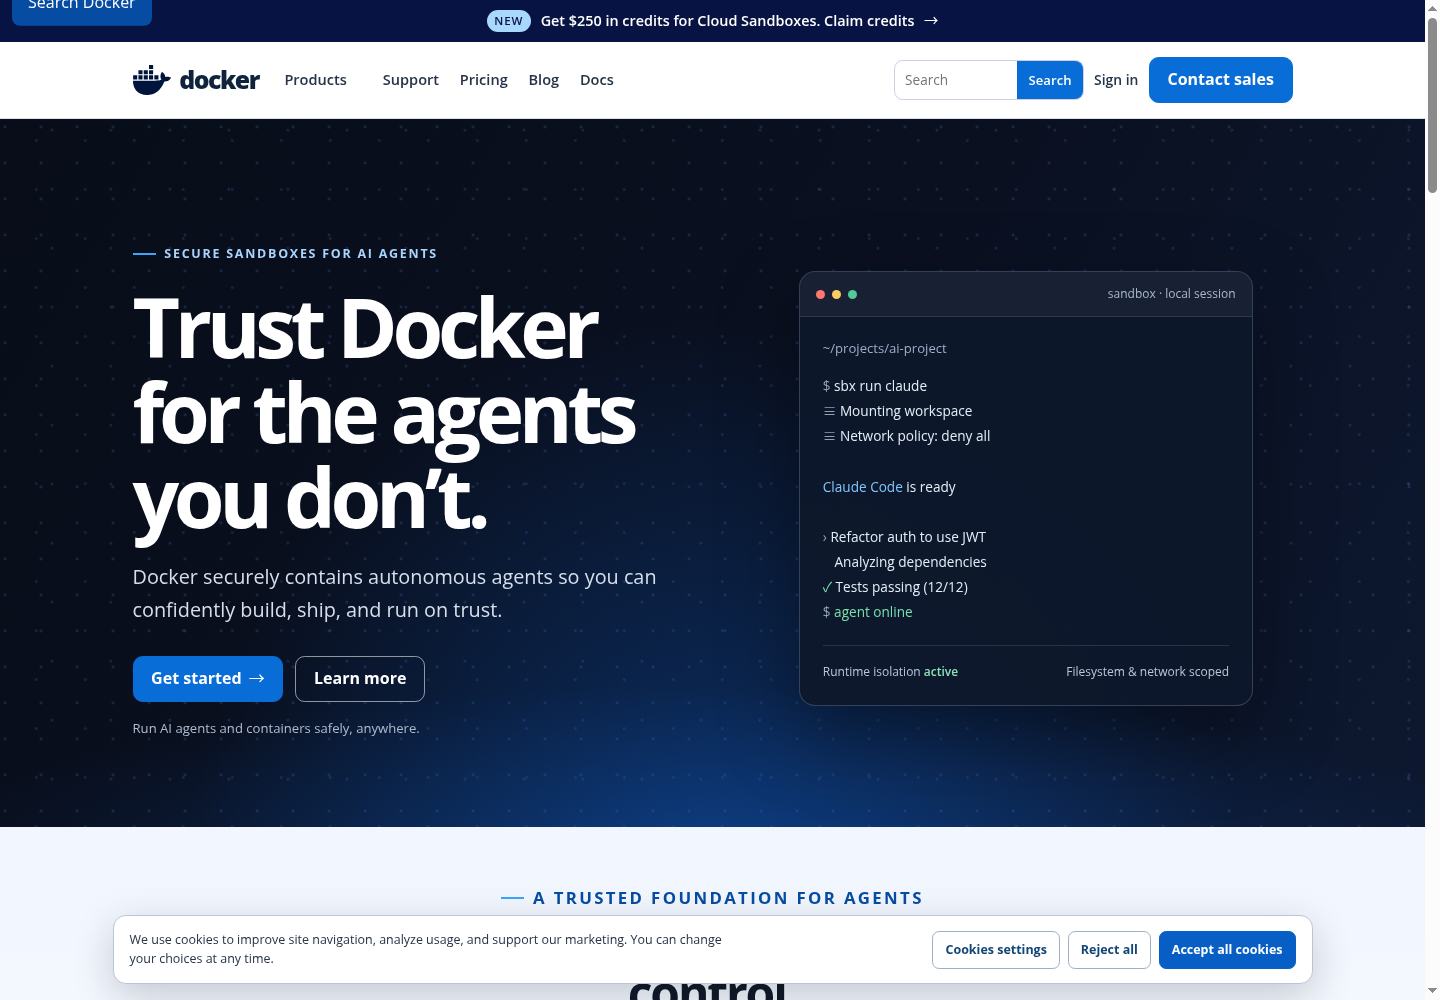 Search Docker
NEW Get $250 in credits for Cloud Sandboxes. Claim credits →
docker Products Support Pricing Blog Docs Search Search Sign in Contact sales
SECURE SANDBOXES FOR AI AGENTS
Trust Docker
for the agents
you don’t.
Docker securely contains autonomous agents so you can
confidently build, ship, and run on trust.
Get started → Learn more
Run AI agents and containers safely, anywhere.
sandbox · local session
~/projects/ai-project
$ sbx run claude
≡ Mounting workspace
≡ Network policy: deny all
Claude Code is ready
› Refactor auth to use JWT
Analyzing dependencies
✓ Tests passing (12/12)
$ agent online
Runtime isolation active Filesystem & network scoped
A TRUSTED FOUNDATION FOR AGENTS
We use cookies to improve site navigation, analyze usage, and support our marketing. You can change
your choices at any time.
Cookies settings Reject all Accept all cookies
control